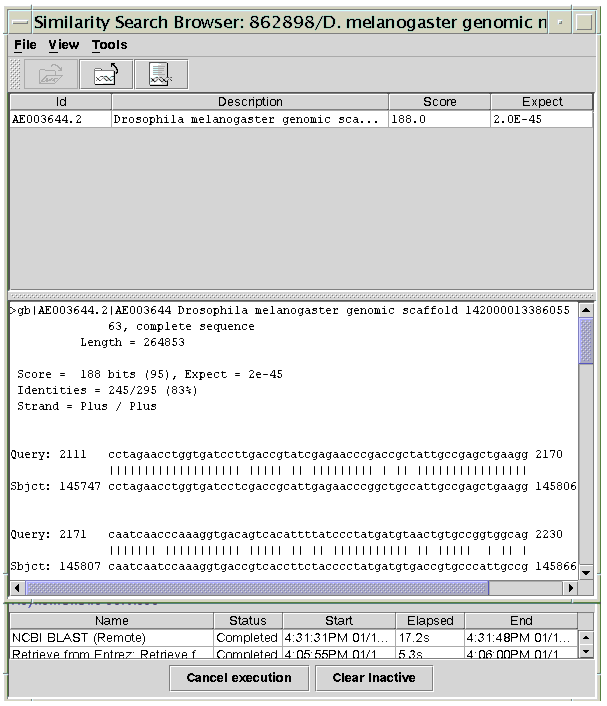 Similarity Search Browser: 862898/D. melanogaster genomic n
File View Tools
Id Description Score Expect
AE003644.2 Drosophila melanogaster genomic sca... 188.0 2.0E-45
>gb|AE003644.2|AE003644 Drosophila melanogaster genomic scaffold 142000013386055
63, complete sequence
Length = 264853
Score = 188 bits (95), Expect = 2e-45
Identities = 245/295 (83%)
Strand = Plus / Plus
Query: 2111 cctagaacctggtgatccttgaccgtatcgagaacccgaccgctattgccgagctgaagg 2170
Sbjct: 145747 cctagaacctggtgatcctcgaccgcattgagaacccggctgccattgccgagctgaagg 145806
Query: 2171 caatcaacccaaaggtgacagtcacattttatccctatgatgtaactgtgccggtggcag 2230
Sbjct: 145807 caatcaatccaaaggtgaccgtcaccttctacccctatgatgtgaccgtgcccattgccg 145866
Name Status Start Elapsed End
NCBI BLAST (Remote) Completed 4:31:31PM 01/1... 17.2s 4:31:48PM 01/1...
Retrieve from Entrez: Retrieve f Completed 4:05:55PM 01/1 5.3s 4:06:00PM 01/1
Cancel execution Clear Inactive